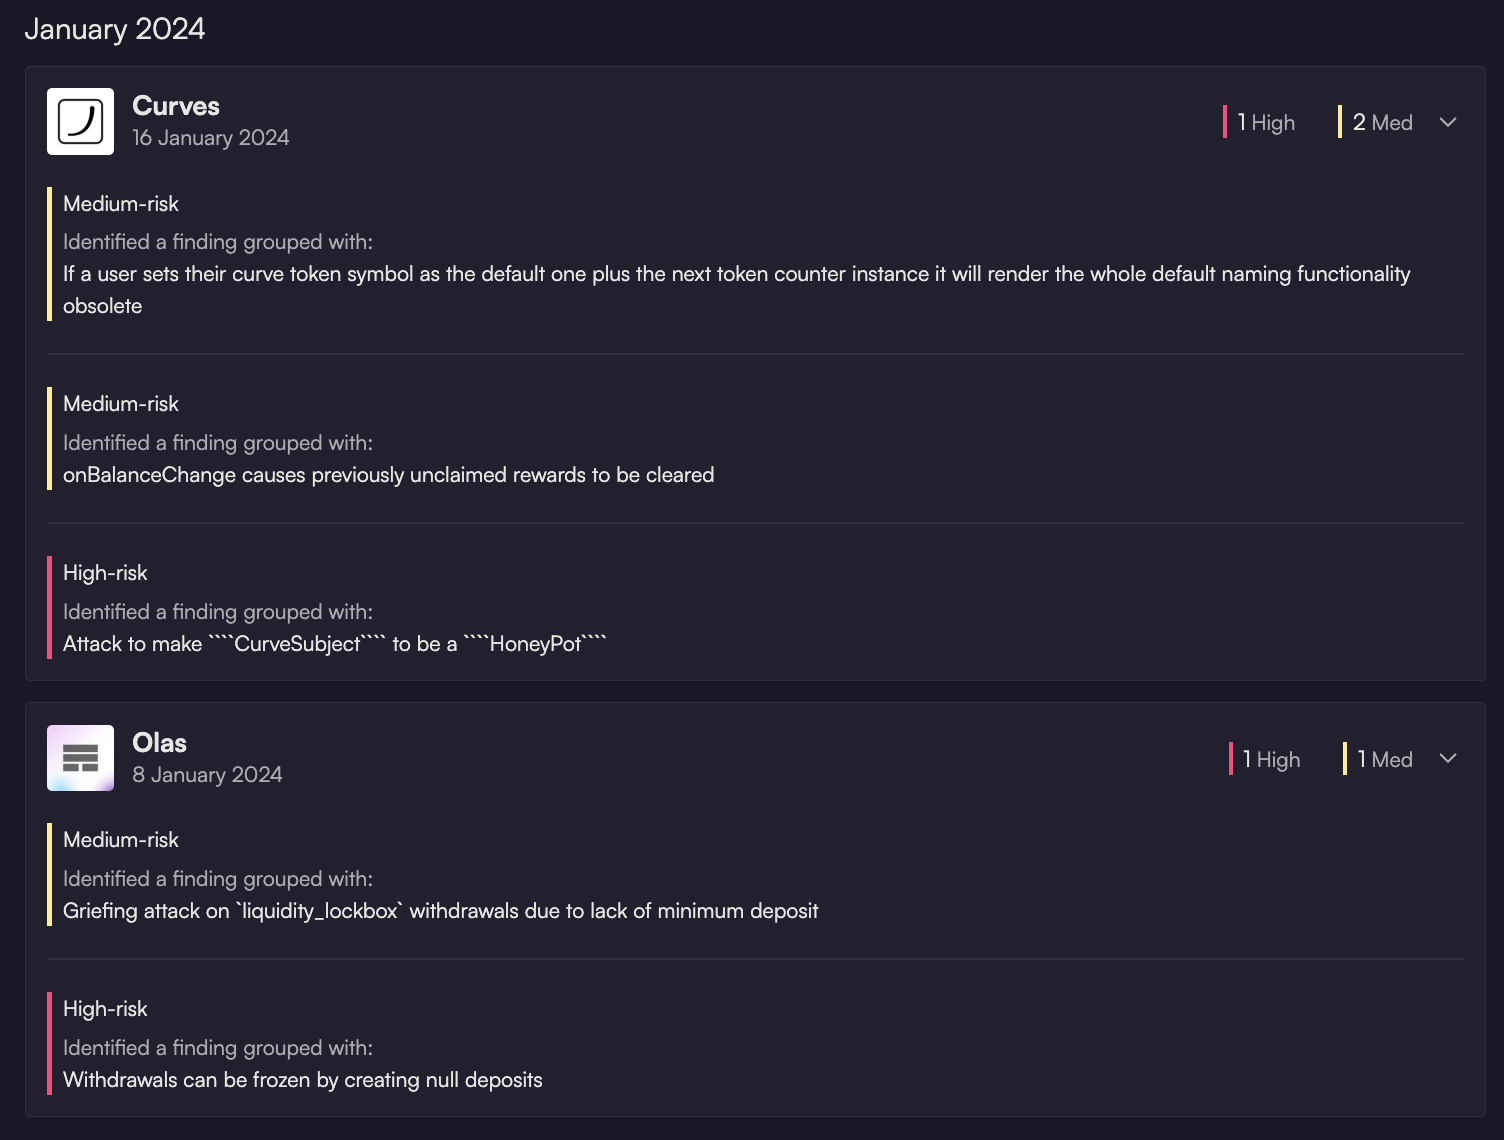 January 2024
Curves
16 January 2024
1 High
2 Med
Medium-risk
Identified a finding grouped with:
If a user sets their curve token symbol as the default one plus the next token counter instance it will render the whole default naming functionality
obsolete
Medium-risk
Identified a finding grouped with:
onBalanceChange causes previously unclaimed rewards to be cleared
High-risk
Identified a finding grouped with:
Attack to make ````CurveSubject```` to be a ````HoneyPot````
Olas
8 January 2024
1 High
1 Med
Medium-risk
Identified a finding grouped with:
Griefing attack on `liquidity_lockbox` withdrawals due to lack of minimum deposit
High-risk
Identified a finding grouped with:
Withdrawals can be frozen by creating null deposits